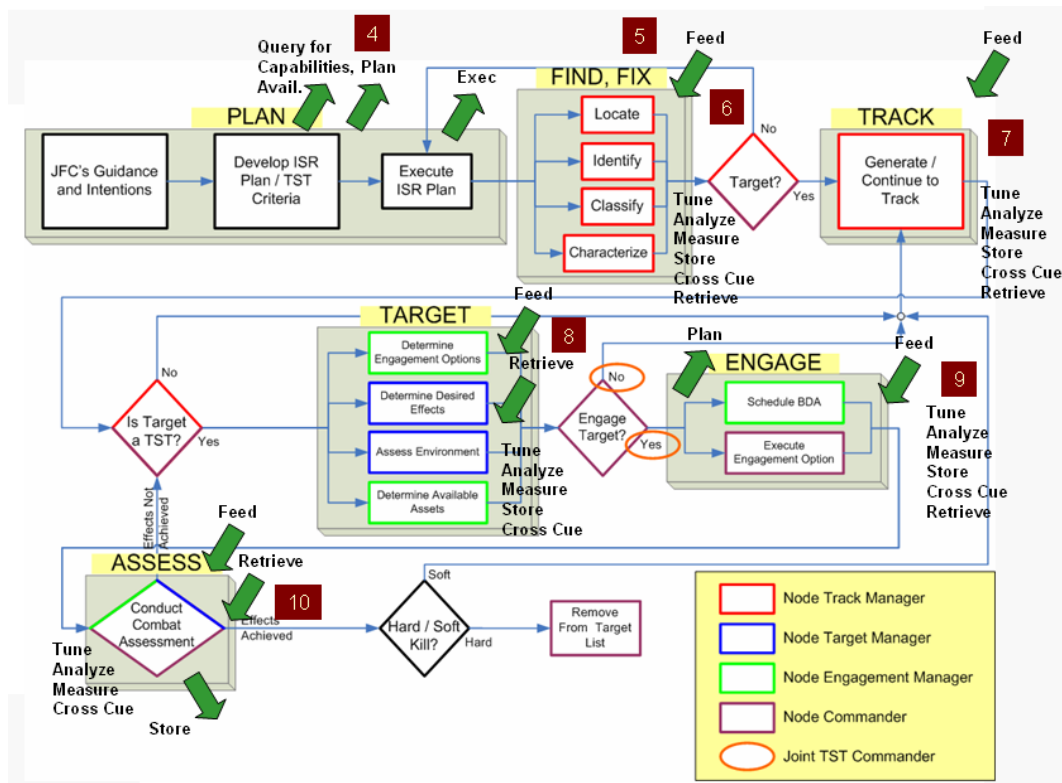 4
Query for
Capabilities, Plan
Avail.
Exec
5
Feed
Feed
PLAN
FIND, FIX
6
TRACK
7
JFC's Guidance
and Intentions
Develop ISR
Plan / TST
Criteria
Execute
ISR Plan
Locate
Identify
Classify
Characterize
No
Target?
Yes
Tune
Analyze
Measure
Store
Cross Cue
Retrieve
Generate /
Continue to
Track
Tune
Analyze
Measure
Store
Cross Cue
Retrieve
Feed
TARGET
8
Retrieve
Plan
Feed
ENGAGE
9
No
Is Target
a TST?
Yes
Determine
Engagement Options
Determine Desired
Effects
Assess Environment
Determine Available
Assets
Tune
Analyze
Measure
Store
Cross Cue
No
Engage
Target?
Yes
Schedule BDA
Execute
Engagement Option
Tune
Analyze
Measure
Store
Cross Cue
Retrieve
Effects Not
Achieved
Feed
ASSESS
Retrieve
10
Conduct
Combat
Assessment
Effects
Achieved
Tune
Analyze
Measure
Cross Cue
Store
Soft
Hard / Soft
Kill?
Hard
Remove
From Target
List
Node Track Manager
Node Target Manager
Node Engagement Manager
Node Commander
Joint TST Commander